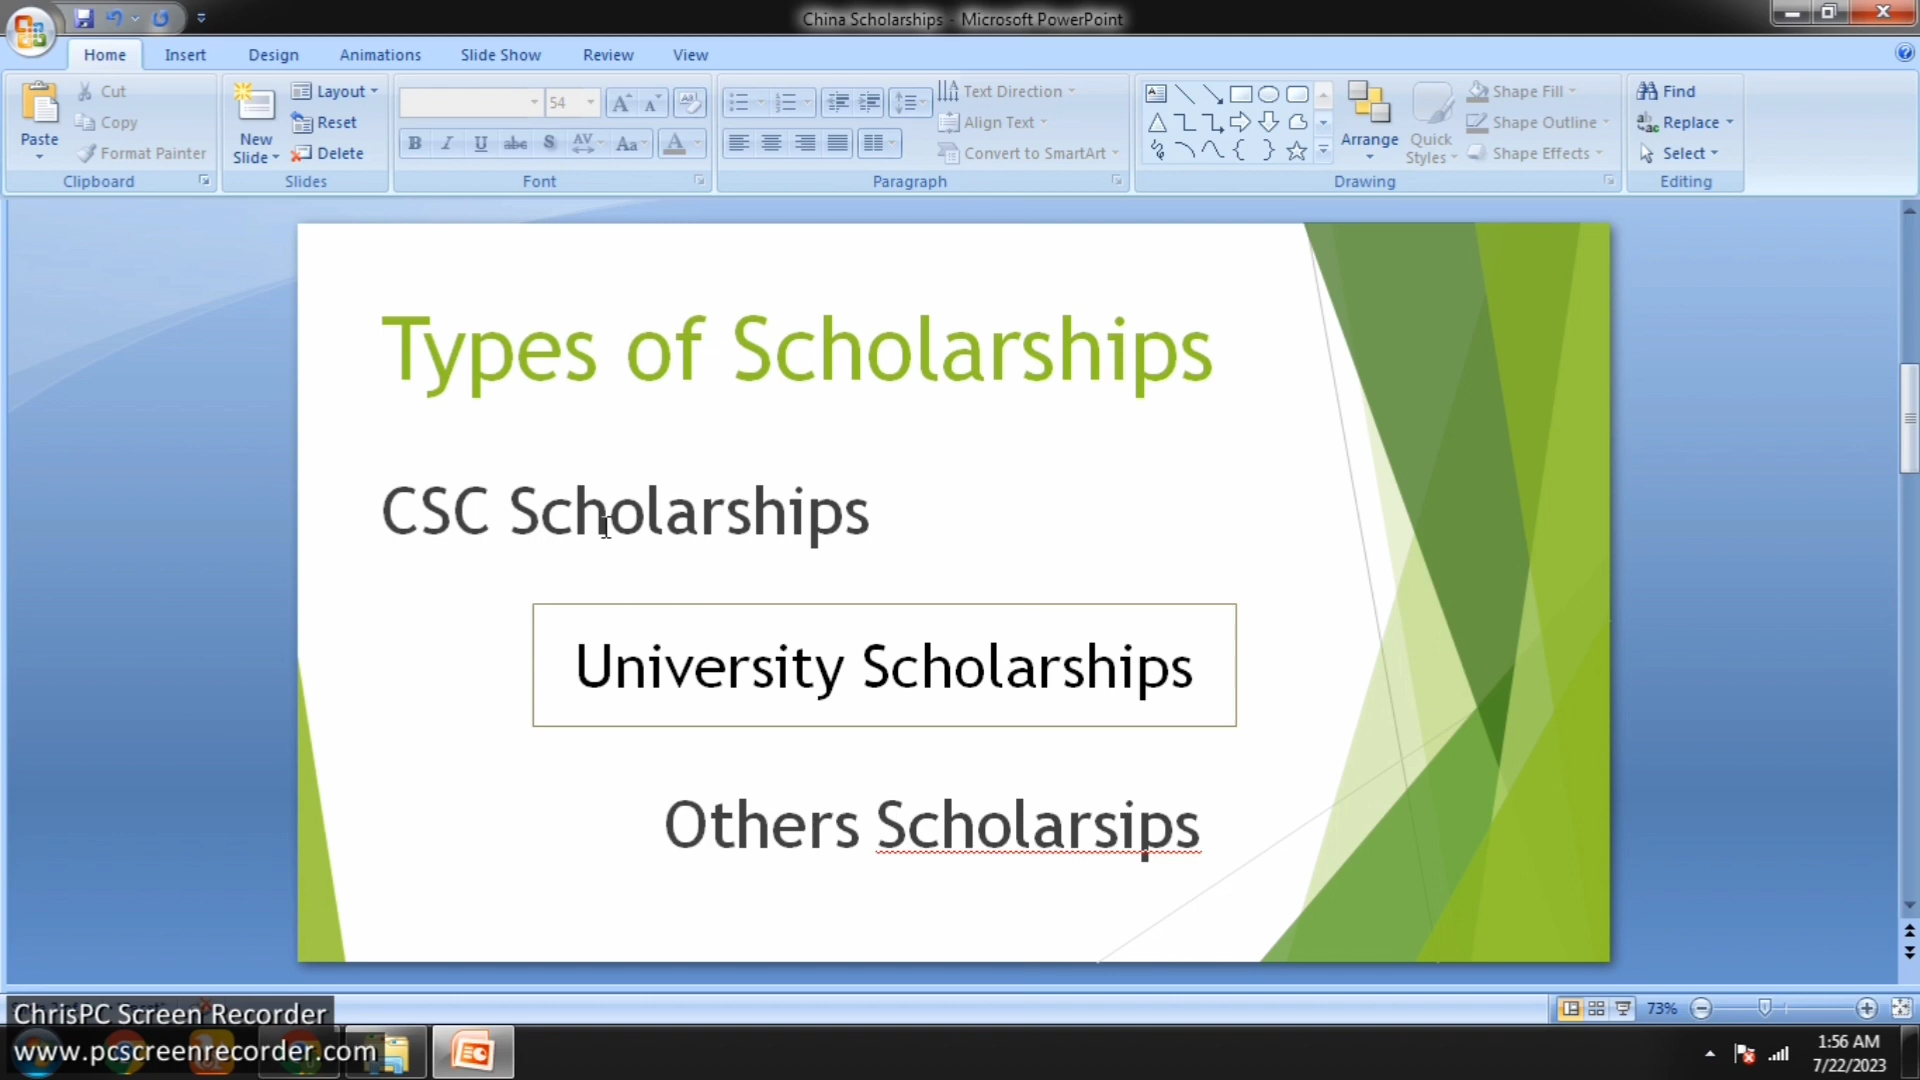 China Scholarships - Microsoft PowerPoint
Home Insert Design Animations Slide Show Review View
Paste
Cut
Copy
Format Painter
Clipboard
New Slide
Layout
Reset
Delete
Slides
54
B I U abc S AV Aa A
Font
Text Direction
Align Text
Convert to SmartArt
Paragraph
Arrange
Quick Styles
Shape Fill
Shape Outline
Shape Effects
Drawing
Find
Replace
Select
Editing
Types of Scholarships
CSC Scholarships
University Scholarships
Others Scholarsips
73%
ChrisPC Screen Recorder
www.pcscreenrecorder.com
1:56 AM
7/22/2023